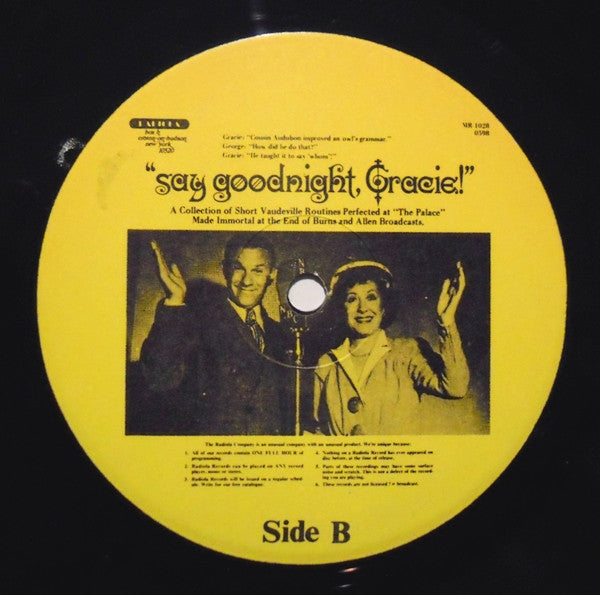 RADIOLA
box h
croton-on-hudson
new york
10520
MR 1028
0598
Gracie: "Cousin Audubon improved an owl's grammar."
George: "How did he do that?"
Gracie: "He taught it to say 'whom'!"
"say goodnight, Gracie!"
A Collection of Short Vaudeville Routines Perfected at "The Palace"
Made Immortal at the End of Burns and Allen Broadcasts.
The Radiola Company is an unusual company with an unusual product. We're unique because:
1. All of our records contain ONE FULL HOUR of
programming.
2. Radiola Records can be played on ANY record
player, mono or stereo.
3. Radiola Records will be issued on a regular sched-
ule. Write for our free catalogue.
4. Nothing on a Radiola Record has ever appeared on
disc before, at the time of release.
5. Parts of these recordings may have some surface
noise and scratch. This is not a defect of the record-
ing you are playing.
6. These records are not licensed for broadcast.
Side B